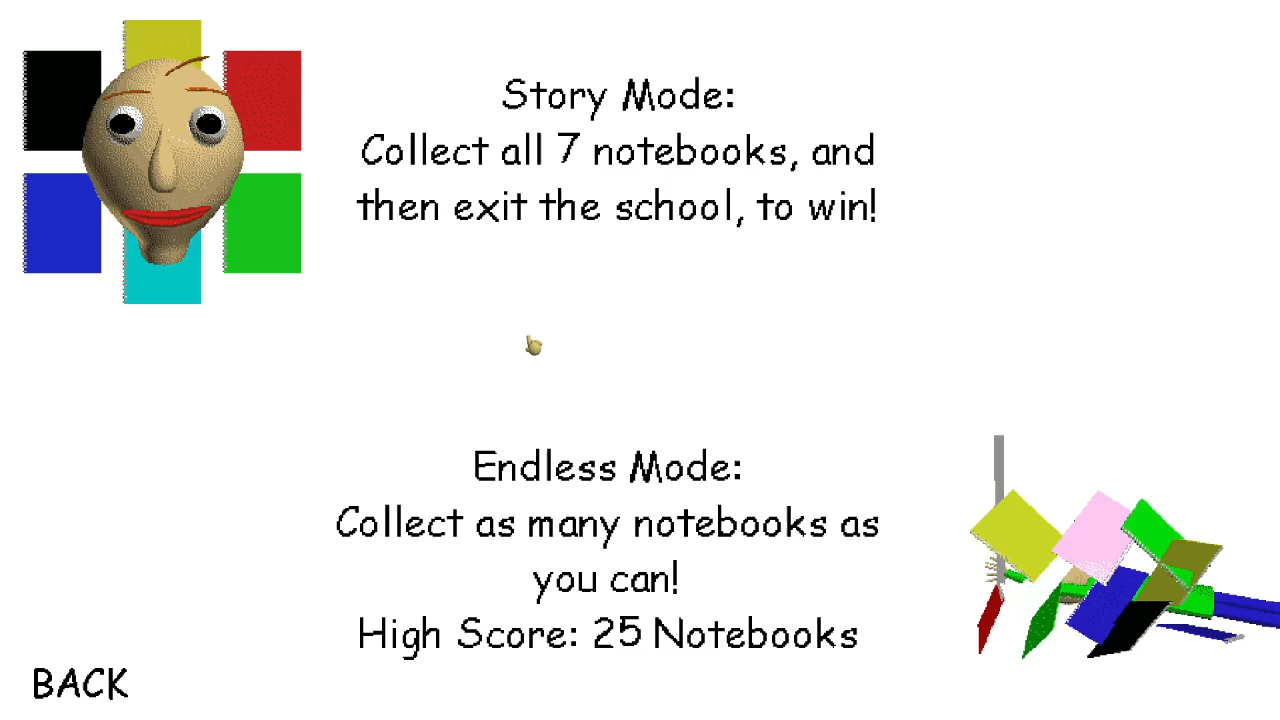 Story Mode:
Collect all 7 notebooks, and
then exit the school, to win!
Endless Mode:
Collect as many notebooks as
you can!
High Score: 25 Notebooks
BACK